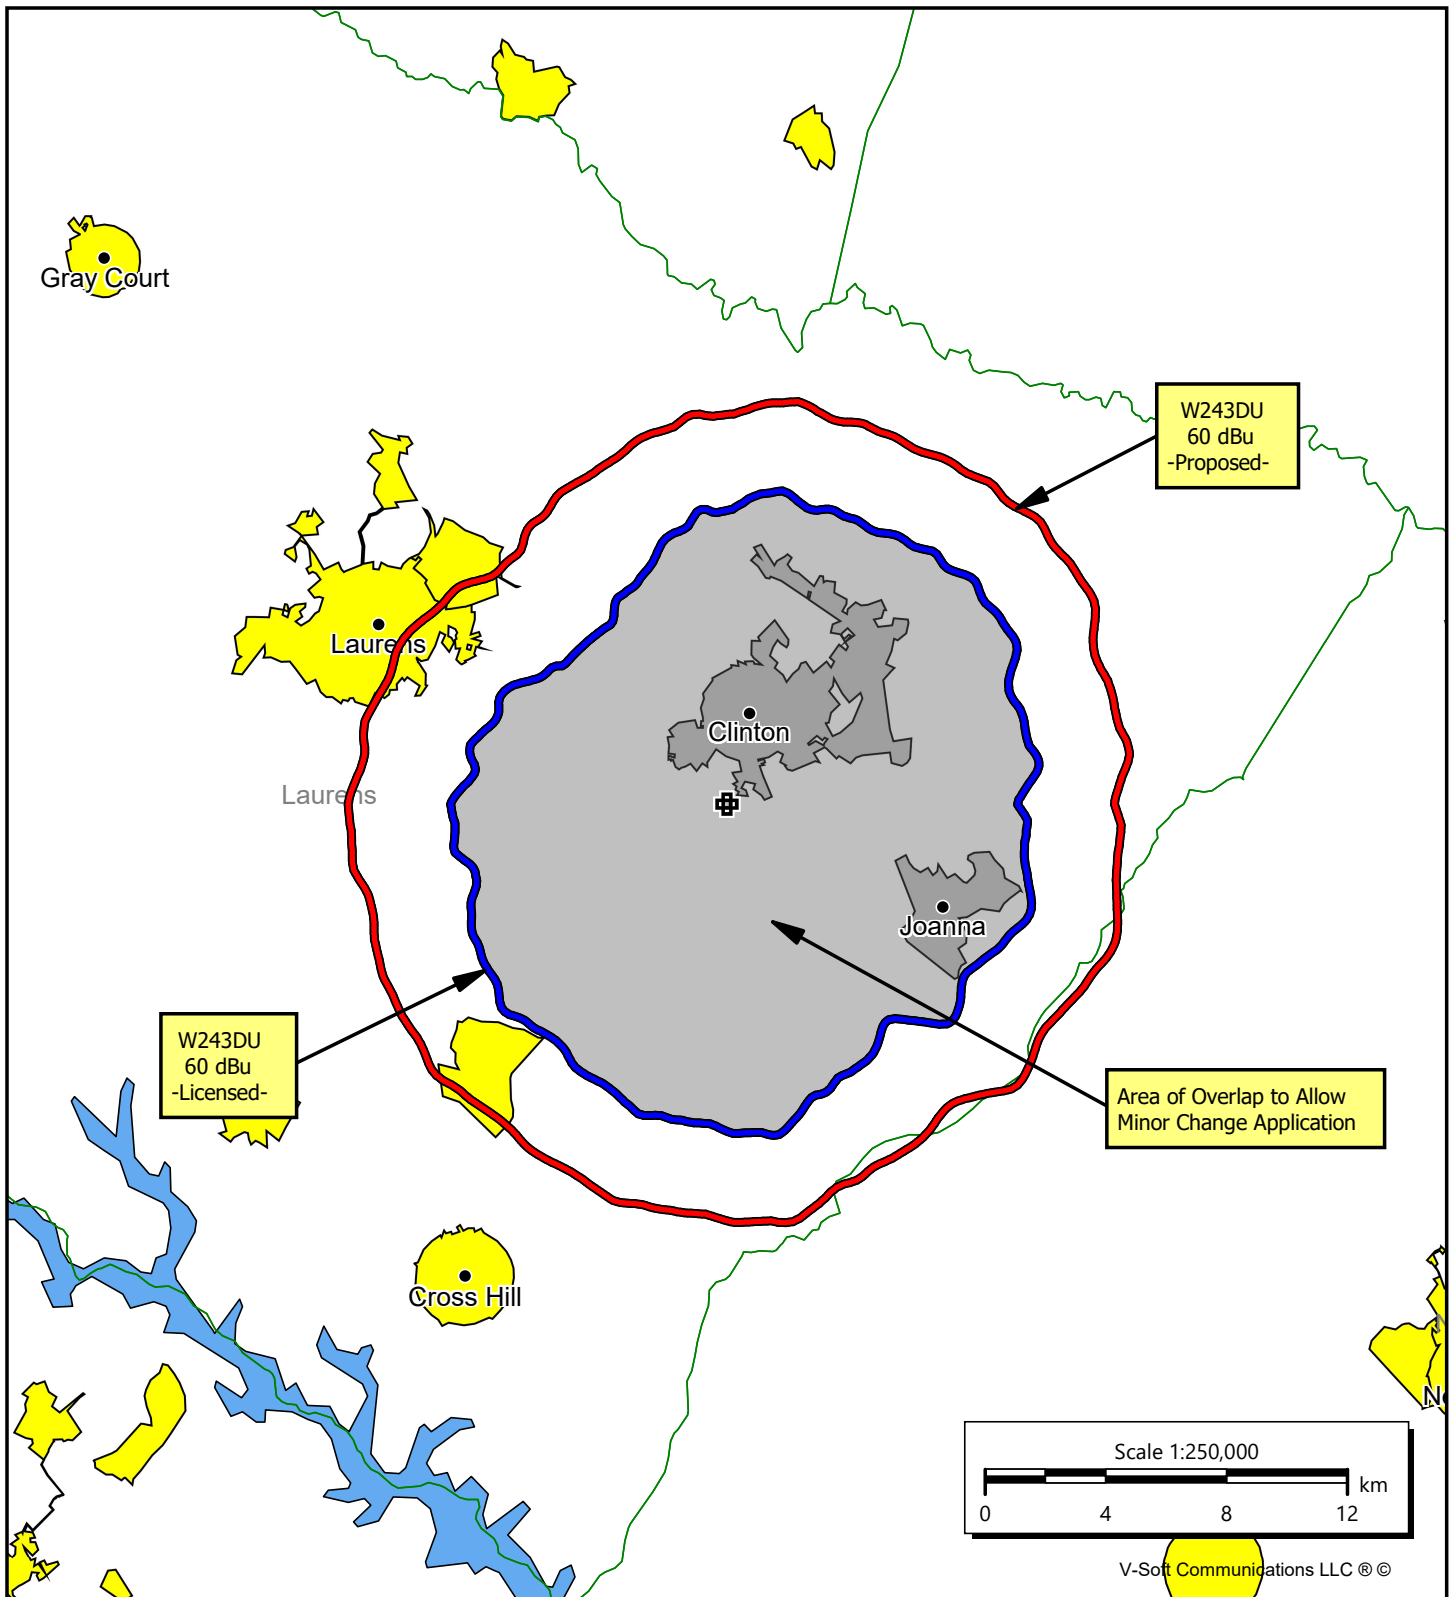 Gray Court
W243DU
60 dBu
-Proposed-
Laurens
Clinton
Laurens
Joanna
W243DU
60 dBu
-Licensed-
Area of Overlap to Allow
Minor Change Application
Cross Hill
Scale 1:250,000
km
0 4 8 12
V-Soft Communications LLC ® ©